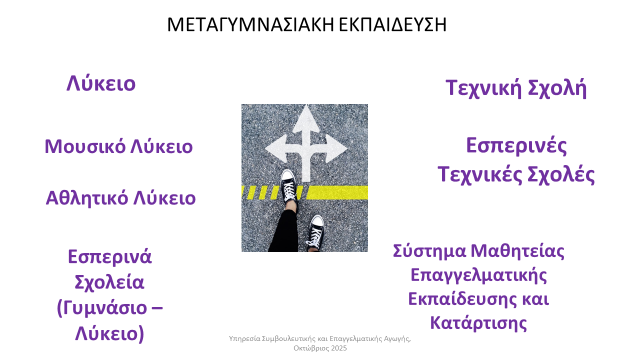 ΜΕΤΑΓΥΜΝΑΣΙΑΚΗ ΕΚΠΑΙΔΕΥΣΗ
Λύκειο
Μουσικό Λύκειο
Αθλητικό Λύκειο
Εσπερινά
Σχολεία
(Γυμνάσιο –
Λύκειο)
Τεχνική Σχολή
Εσπερινές
Τεχνικές Σχολές
Σύστημα Μαθητείας
Επαγγελματικής
Εκπαίδευσης και
Κατάρτισης
Υπηρεσία Συμβουλευτικής και Επαγγελματικής Αγωγής,
Οκτώβριος 2025